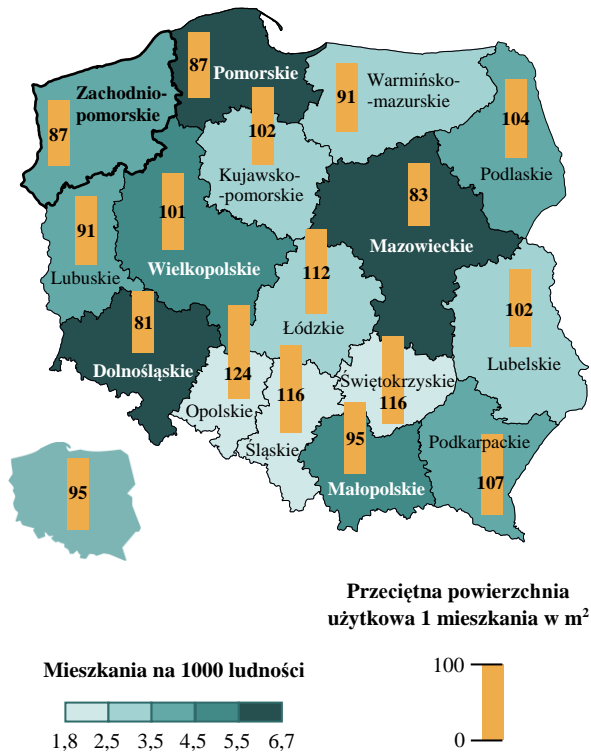 87
Pomorskie
Warmińsko-
-mazurskie
91
Zachodnio-
pomorskie
87
102
Kujawsko-
-pomorskie
104
Podlaskie
101
Wielkopolskie
83
Mazowieckie
91
Lubuskie
112
Łódzkie
102
Lubelskie
81
Dolnośląskie
124
Opolskie
116
Śląskie
Świętokrzyskie
116
95
Małopolskie
Podkarpackie
107
95
Przeciętna powierzchnia
użytkowa 1 mieszkania w m²
Mieszkania na 1000 ludności
1,8 2,5 3,5 4,5 5,5 6,7
100
0